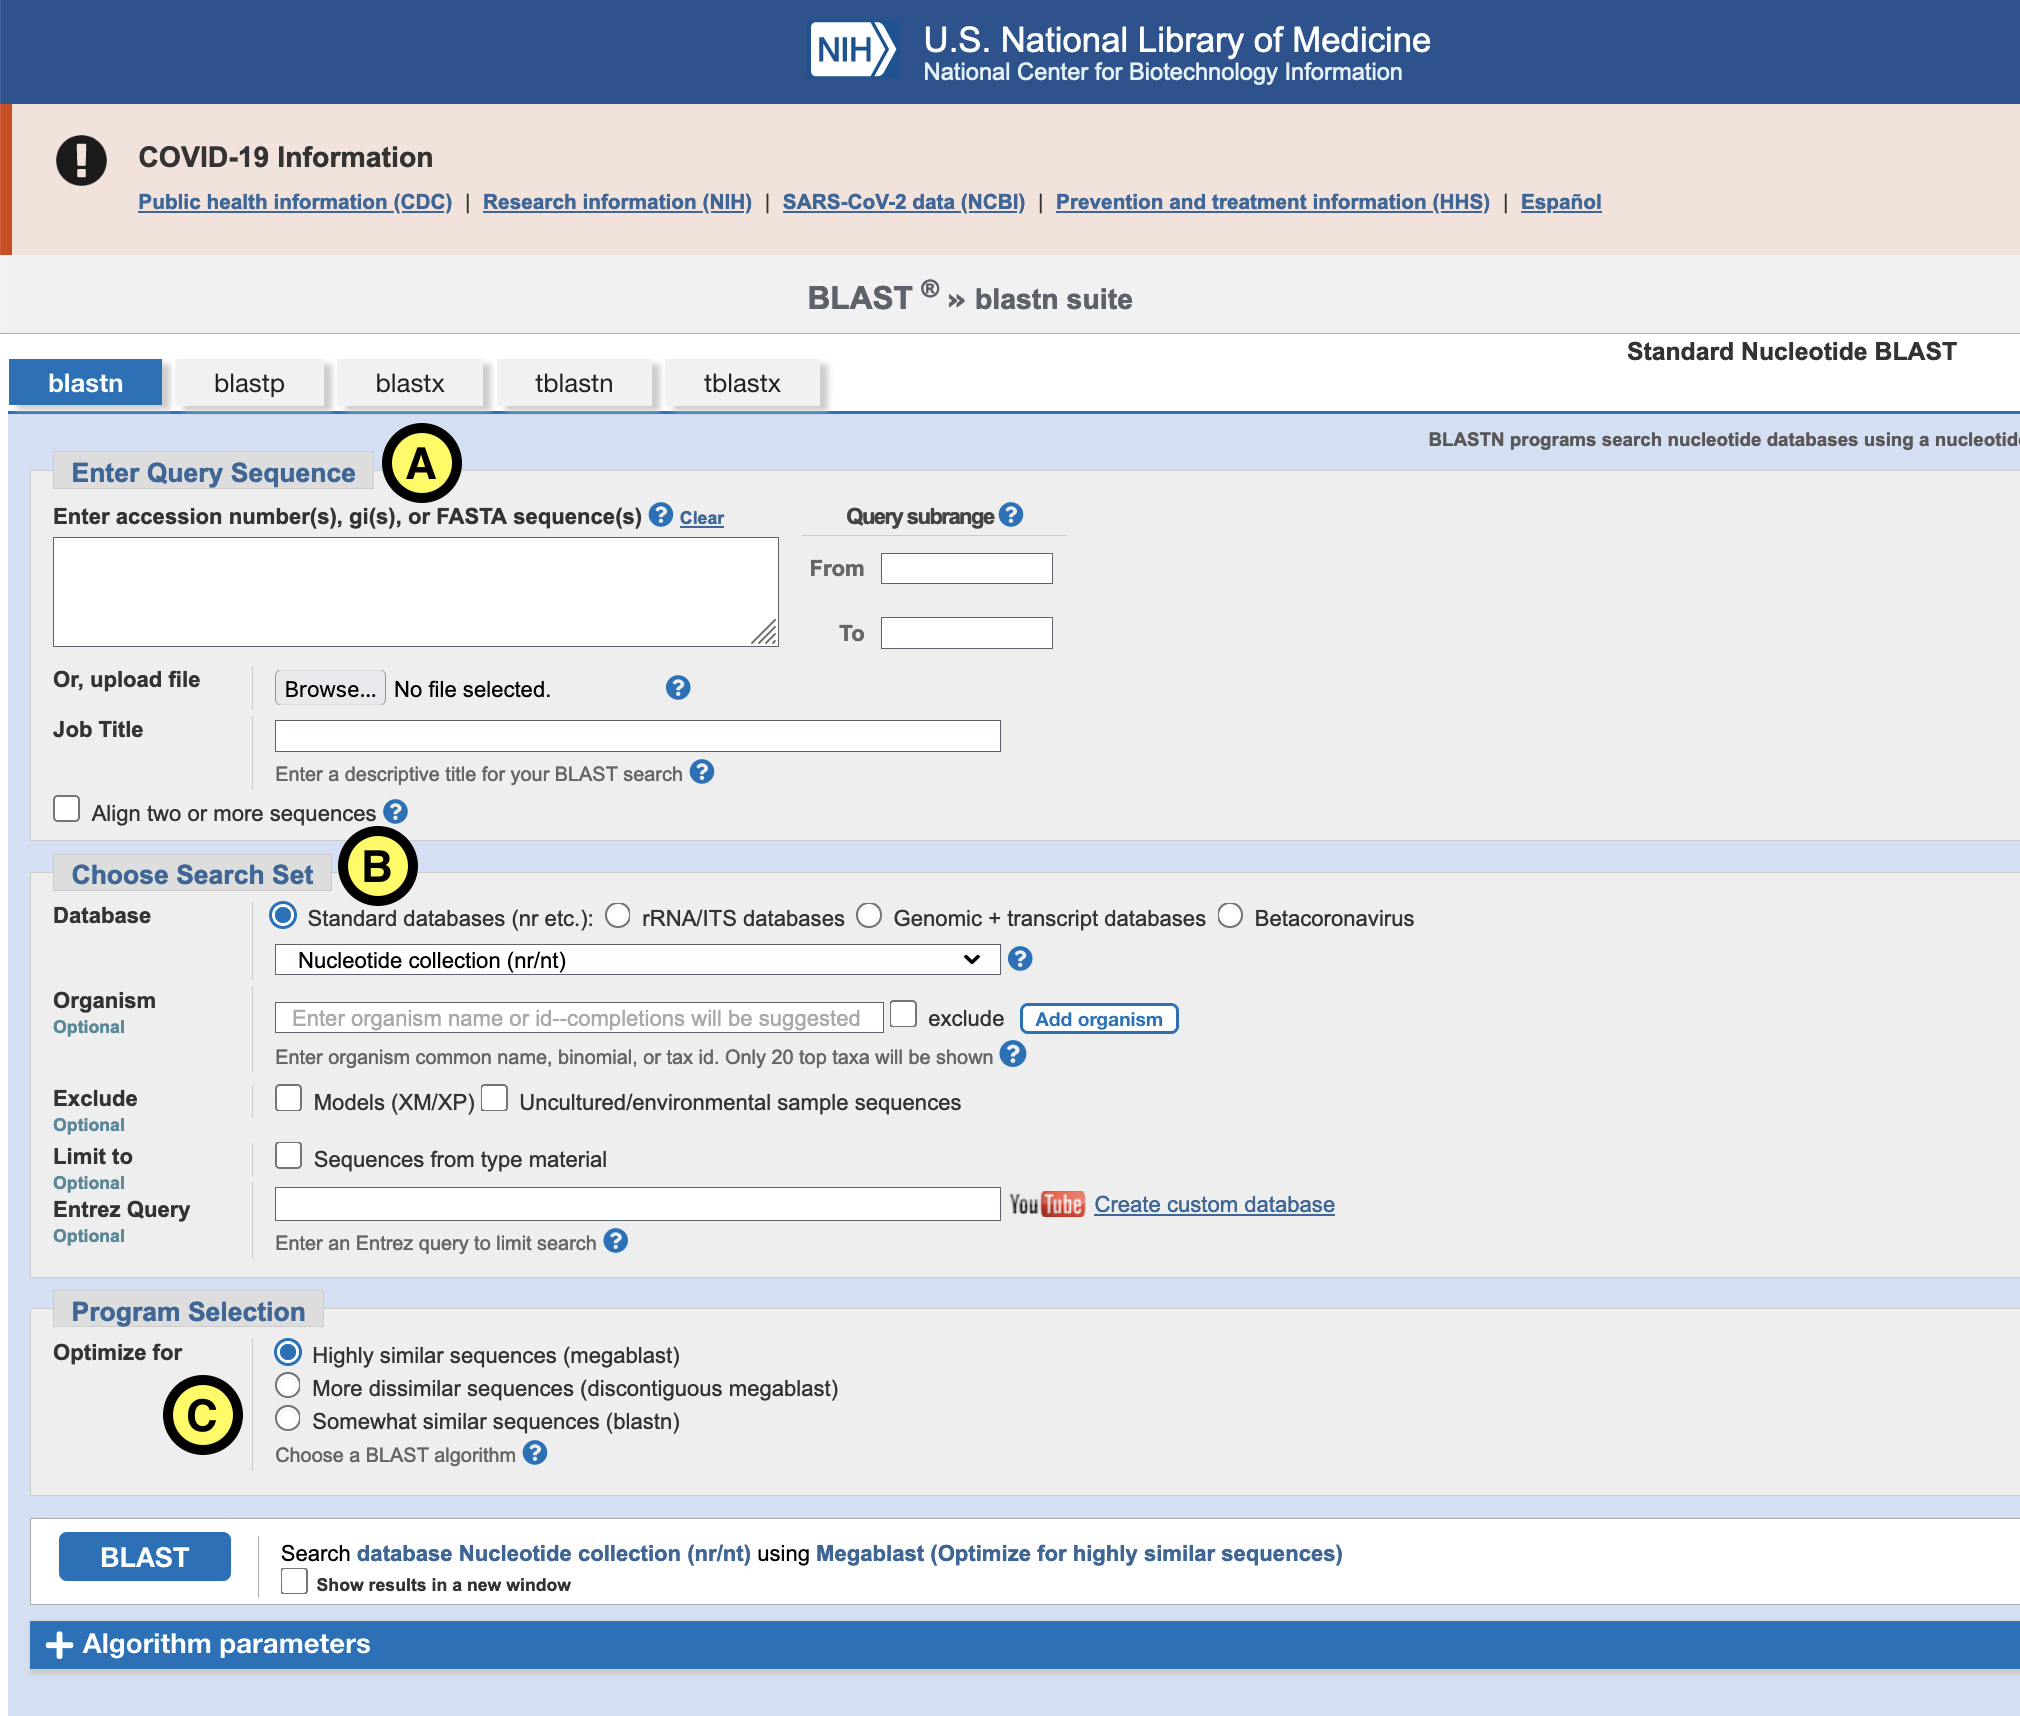 NIH U.S. National Library of Medicine
National Center for Biotechnology Information
COVID-19 Information
Public health information (CDC) | Research information (NIH) | SARS-CoV-2 data (NCBI) | Prevention and treatment information (HHS) | Español
BLAST ® » blastn suite
Standard Nucleotide BLAST
blastn blastp blastx tblastn tblastx
BLASTN programs search nucleotide databases using a
Enter Query Sequence A
Enter accession number(s), gi(s), or FASTA sequence(s) ? Clear Query subrange ?
From
To
Or, upload file Browse... No file selected. ?
Job Title
Enter a descriptive title for your BLAST search ?
Align two or more sequences ?
Choose Search Set B
Database Standard databases (nr etc.): rRNA/ITS databases Genomic + transcript databases Betacoronavirus
Nucleotide collection (nr/nt) ?
Organism
Optional
Enter organism name or id--completions will be suggested exclude Add organism
Enter organism common name, binomial, or tax id. Only 20 top taxa will be shown ?
Exclude Models (XM/XP) Uncultured/environmental sample sequences
Optional
Limit to Sequences from type material
Optional
Entrez Query YouTube Create custom database
Optional
Enter an Entrez query to limit search ?
Program Selection
Optimize for Highly similar sequences (megablast)
More dissimilar sequences (discontiguous megablast)
C Somewhat similar sequences (blastn)
Choose a BLAST algorithm ?
BLAST Search database Nucleotide collection (nr/nt) using Megablast (Optimize for highly similar sequences)
Show results in a new window
+ Algorithm parameters